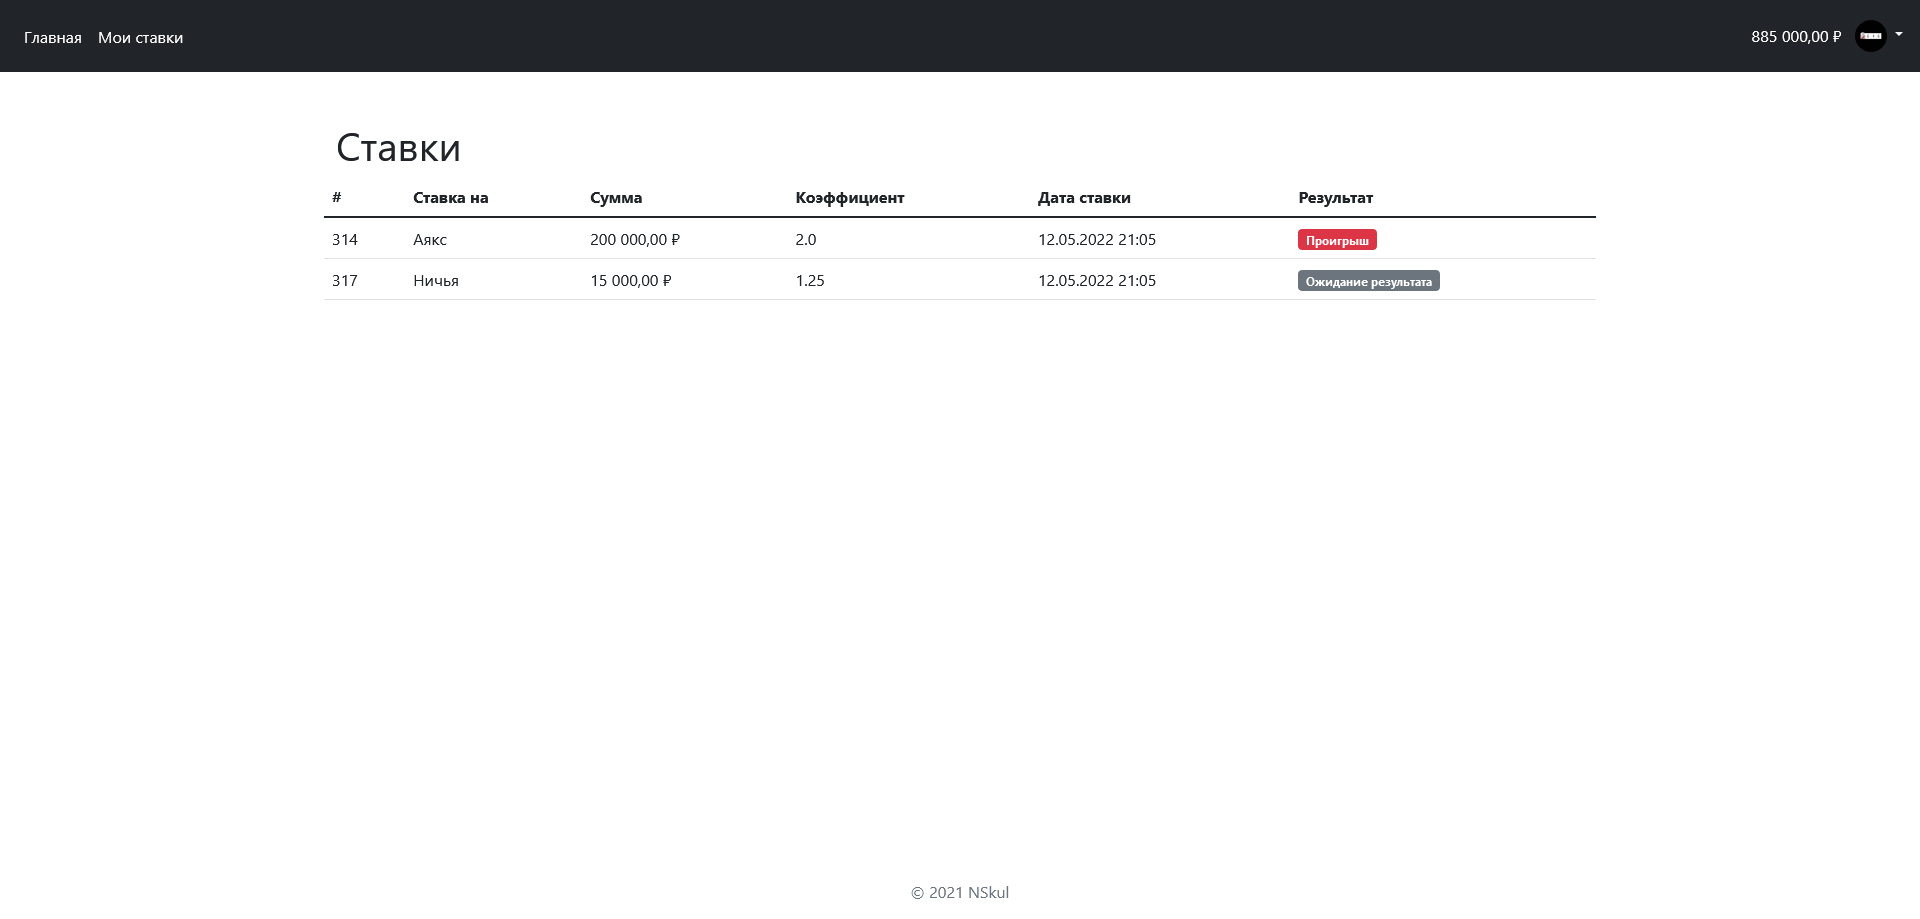 Главная Мои ставки 885 000,00 ₽
Ставки
# Ставка на Сумма Коэффициент Дата ставки Результат
314 Аякс 200 000,00 ₽ 2.0 12.05.2022 21:05 Проигрыш
317 Ничья 15 000,00 ₽ 1.25 12.05.2022 21:05 Ожидание результата
© 2021 NSkul